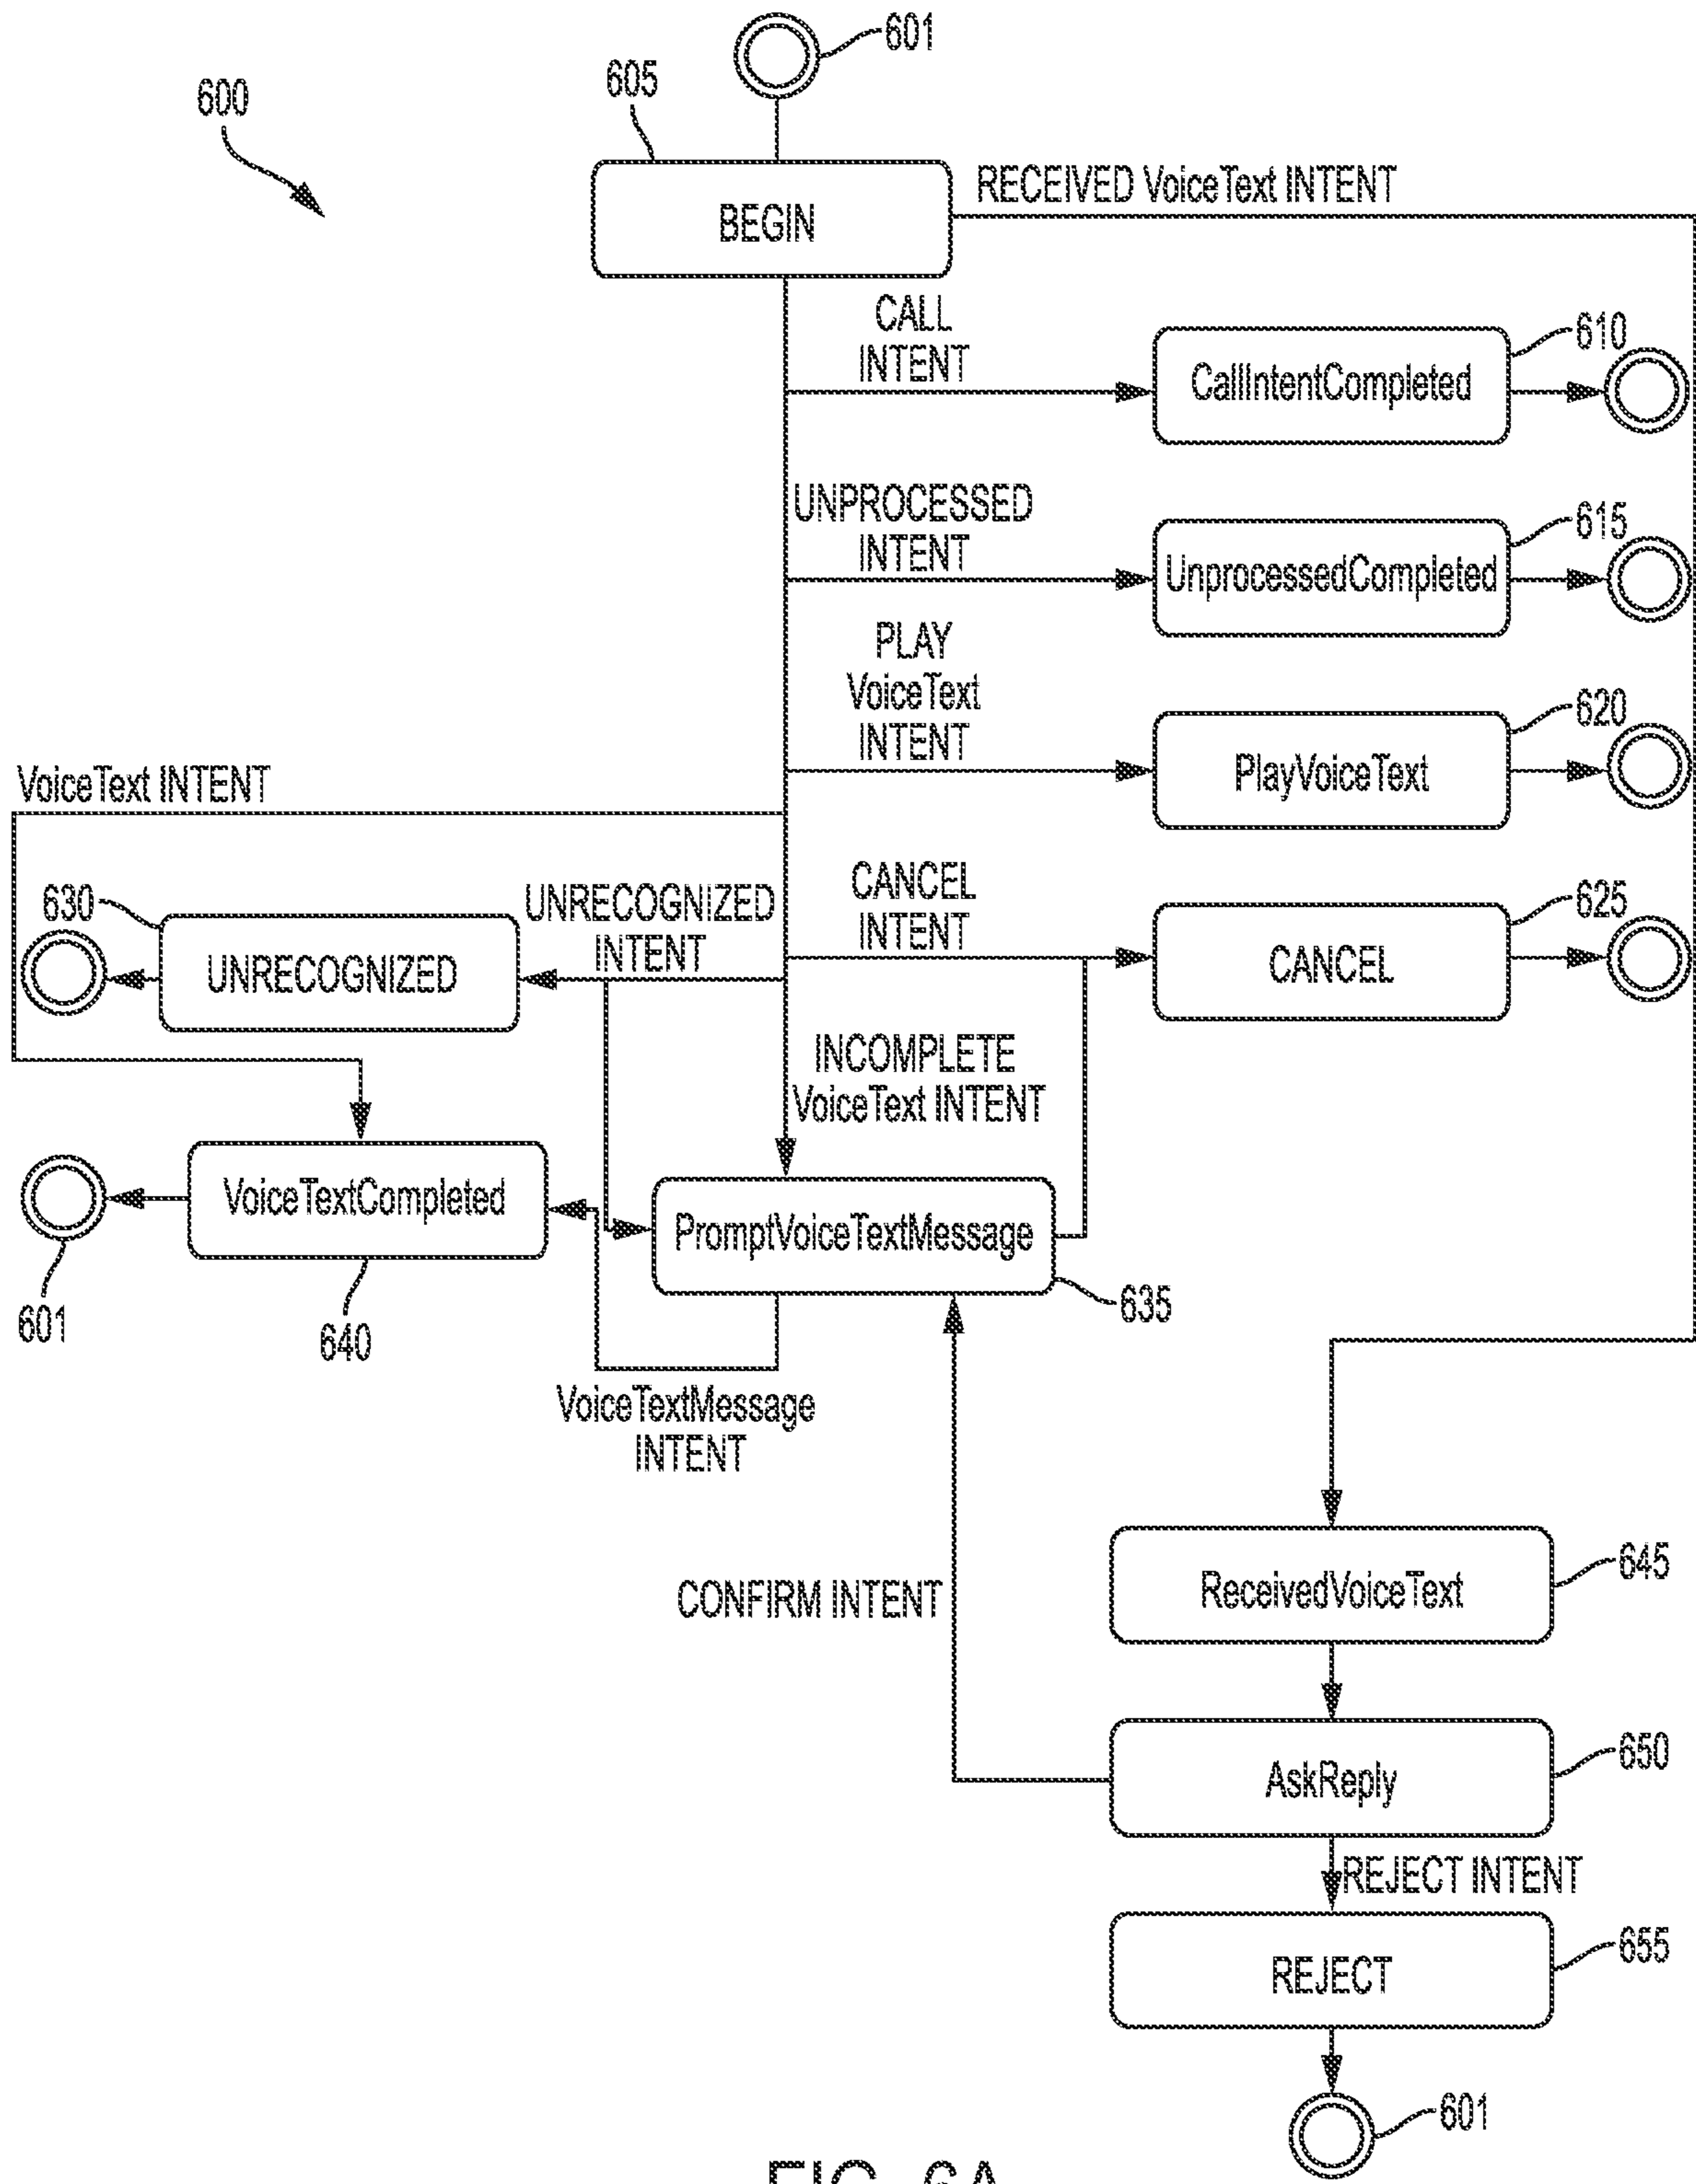 601
605
600
BEGIN
RECEIVED VoiceText INTENT
CALL
INTENT
610
CallIntentCompleted
UNPROCESSED
INTENT
615
UnprocessedCompleted
PLAY
VoiceText
INTENT
620
PlayVoiceText
VoiceText INTENT
630
UNRECOGNIZED
UNRECOGNIZED
INTENT
CANCEL
INTENT
625
CANCEL
INCOMPLETE
VoiceText INTENT
VoiceTextCompleted
PromptVoiceTextMessage
601
640
635
VoiceTextMessage
INTENT
CONFIRM INTENT
ReceivedVoiceText
645
AskReply
650
REJECT INTENT
REJECT
655
601
FIG. 6A